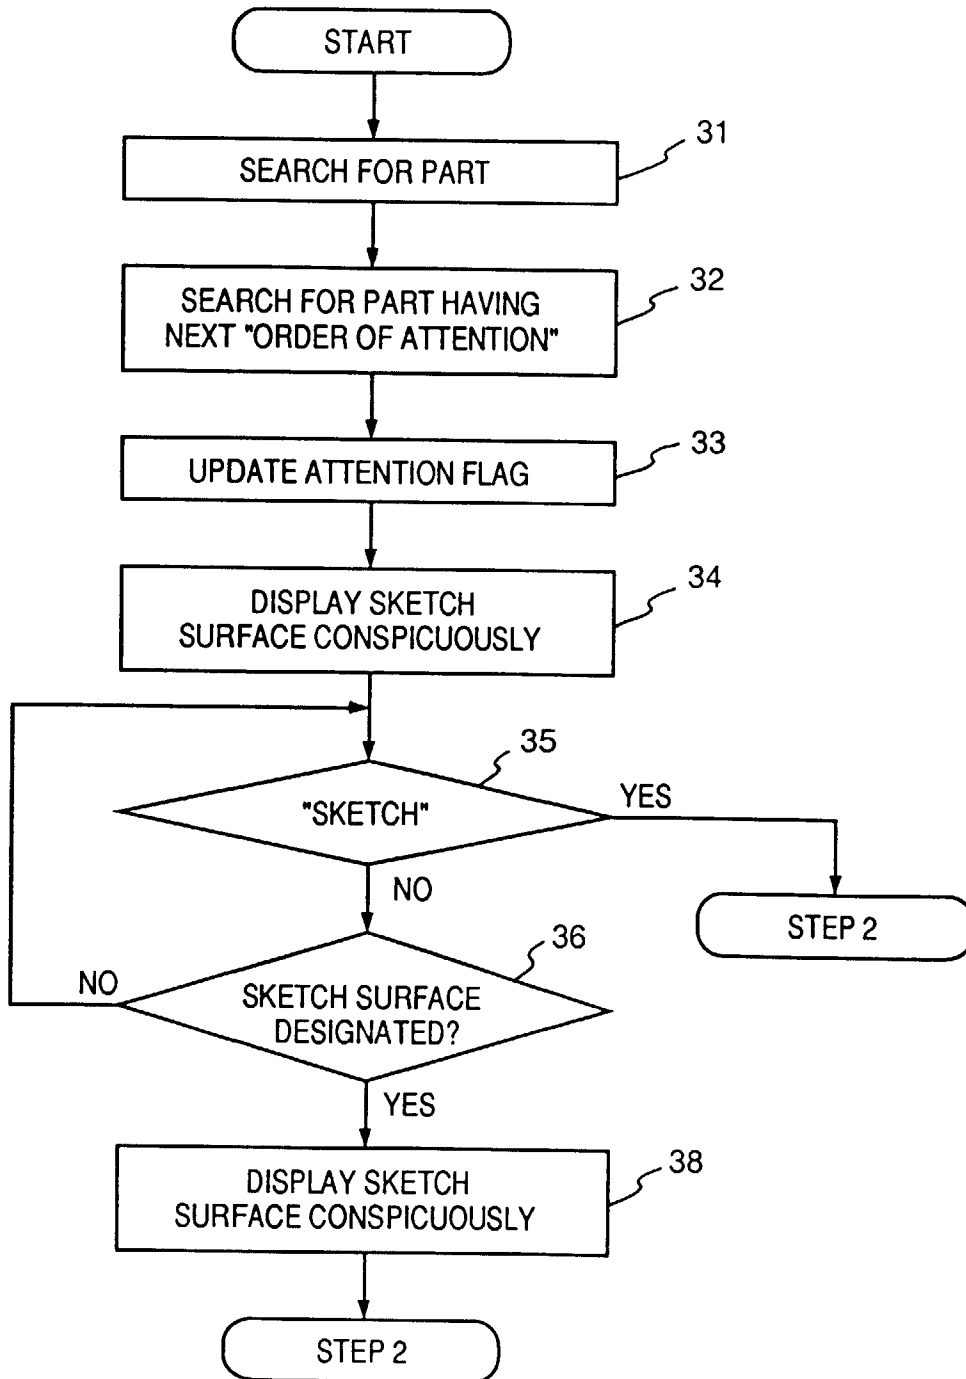 START
31
SEARCH FOR PART
32
SEARCH FOR PART HAVING
NEXT "ORDER OF ATTENTION"
33
UPDATE ATTENTION FLAG
34
DISPLAY SKETCH
SURFACE CONSPICUOUSLY
35
"SKETCH"
YES
NO
STEP 2
36
NO
SKETCH SURFACE
DESIGNATED?
YES
38
DISPLAY SKETCH
SURFACE CONSPICUOUSLY
STEP 2